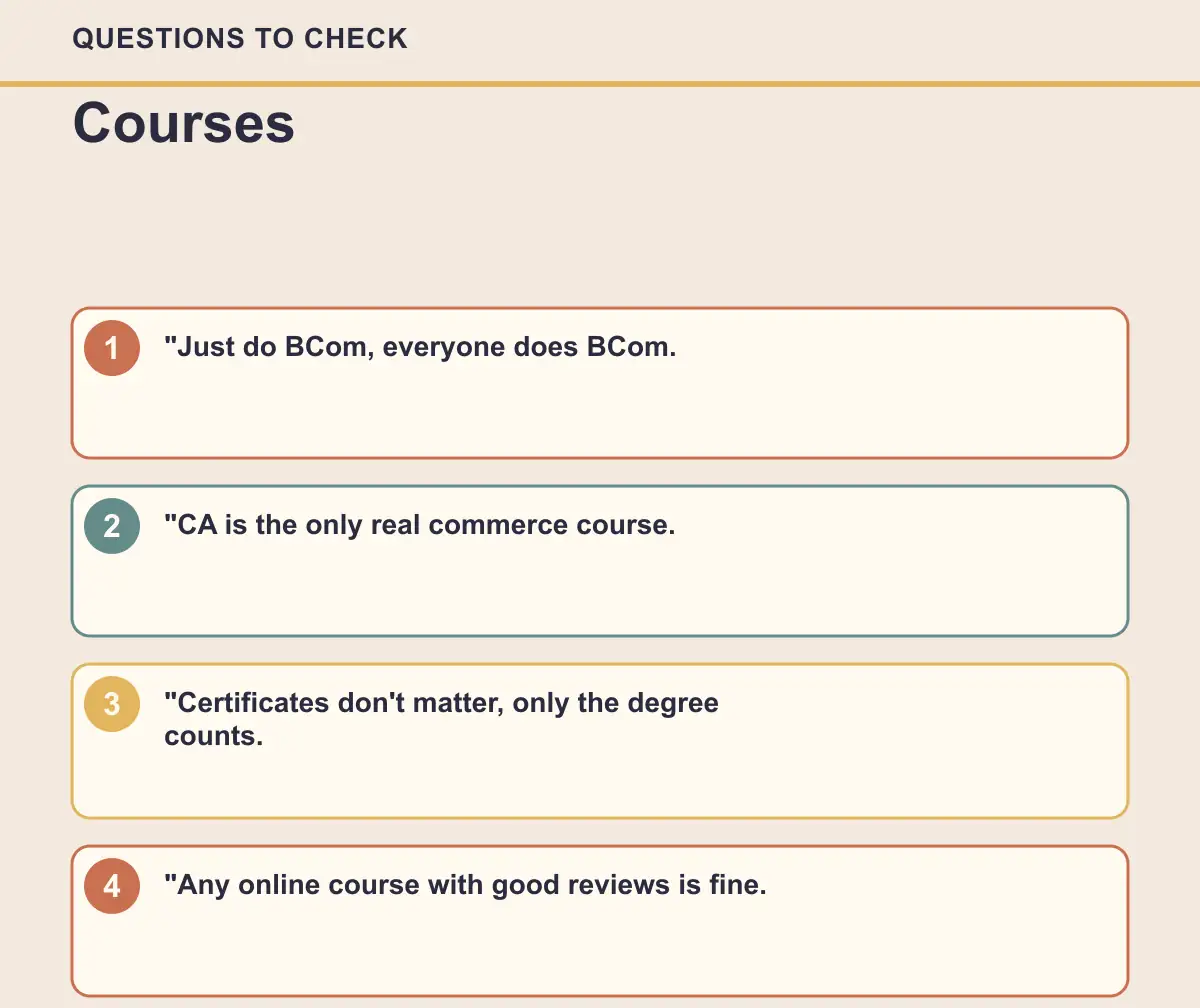 QUESTIONS TO CHECK
Courses
1
"Just do BCom, everyone does BCom.
2
"CA is the only real commerce course.
3
"Certificates don't matter, only the degree
counts.
4
"Any online course with good reviews is fine.